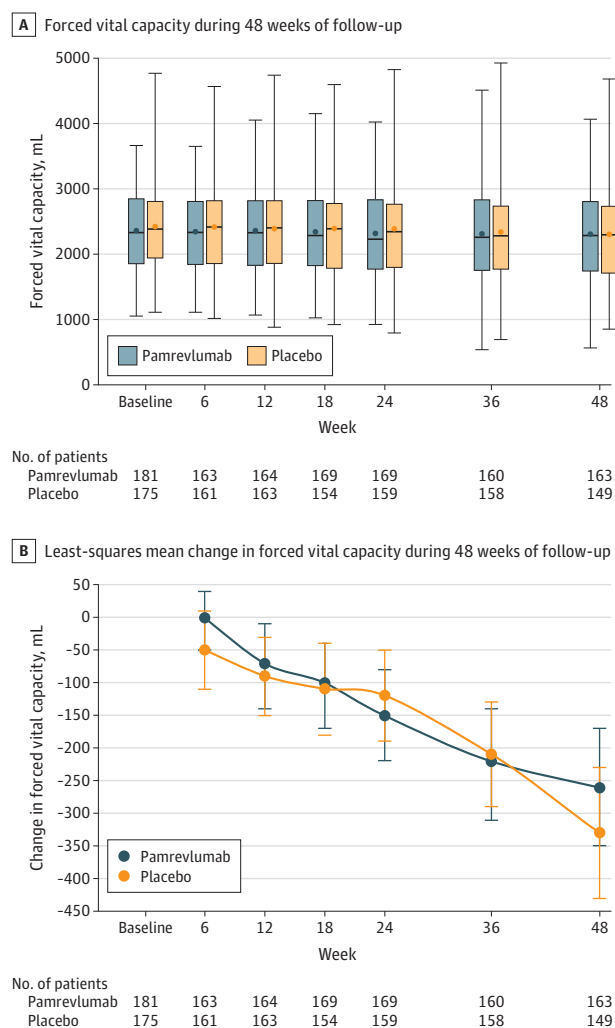 A Forced vital capacity during 48 weeks of follow-up
5000
4000
3000
2000
1000
0
Forced vital capacity, mL
Pamrevlumab Placebo
Baseline 6 12 18 24 36 48
Week
No. of patients
Pamrevlumab 181 163 164 169 169 160 163
Placebo 175 161 163 154 159 158 149
B Least-squares mean change in forced vital capacity during 48 weeks of follow-up
50
0
-50
-100
-150
-200
-250
-300
-350
-400
-450
Change in forced vital capacity, mL
Pamrevlumab
Placebo
Baseline 6 12 18 24 36 48
Week
No. of patients
Pamrevlumab 181 163 164 169 169 160 163
Placebo 175 161 163 154 159 158 149